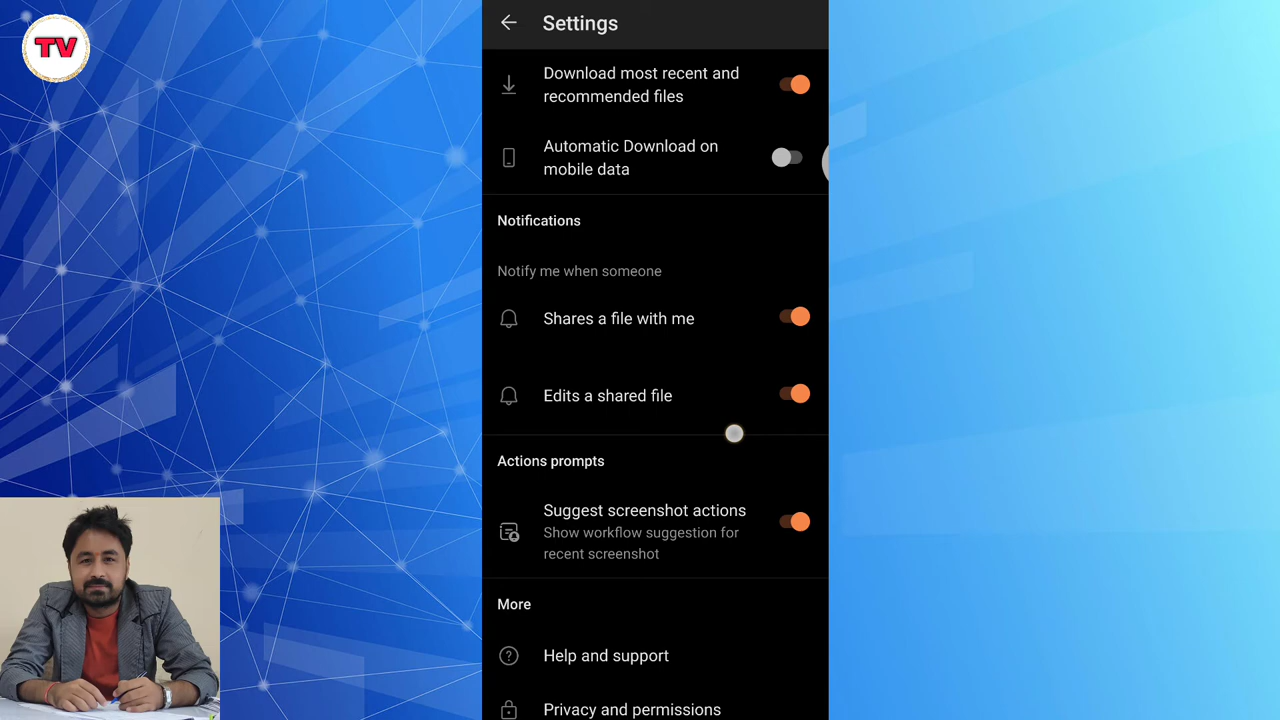 TV
Settings
Download most recent and
recommended files
Automatic Download on
mobile data
Notifications
Notify me when someone
Shares a file with me
Edits a shared file
Actions prompts
Suggest screenshot actions
Show workflow suggestion for
recent screenshot
More
Help and support
Privacy and permissions